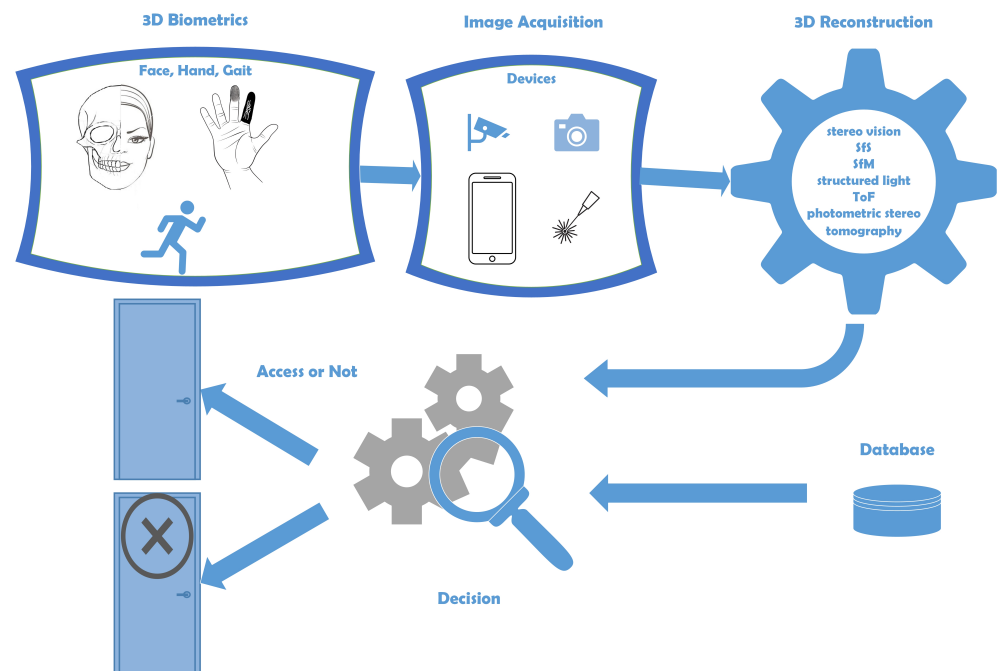 3D Biometrics
Image Acquisition
3D Reconstruction
Face, Hand, Gait
Devices
stereo vision
SfS
SfM
structured light
ToF
photometric stereo
tomography
Access or Not
Database
Decision